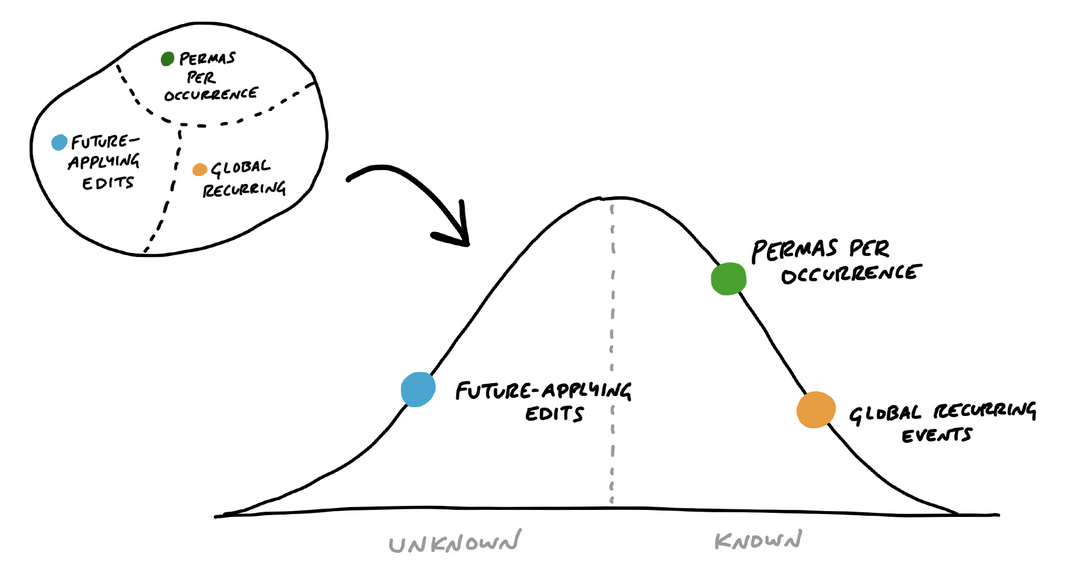 PERMAS
PER
OCCURRENCE
FUTURE-
APPLYING
EDITS
GLOBAL
RECURRING
PERMAS PER
OCCURRENCE
FUTURE-APPLYING
EDITS
GLOBAL RECURRING
EVENTS
UNKNOWN
KNOWN